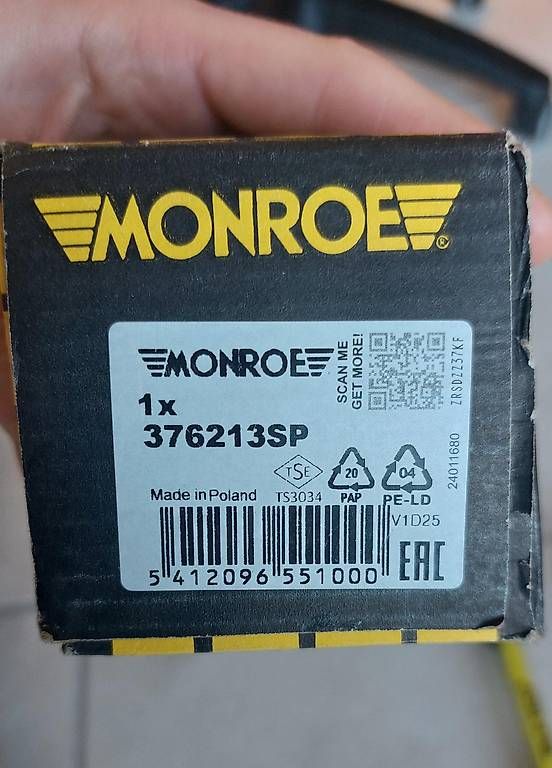 MONROE®
MONROE
1x
376213SP
SCAN ME
GET MORE!
ZRSDZZ37KF
24011680
TSE
20
04
Made in Poland
TS3034
PAP
PE-LD
V1D25
5 412096 551000
EAC